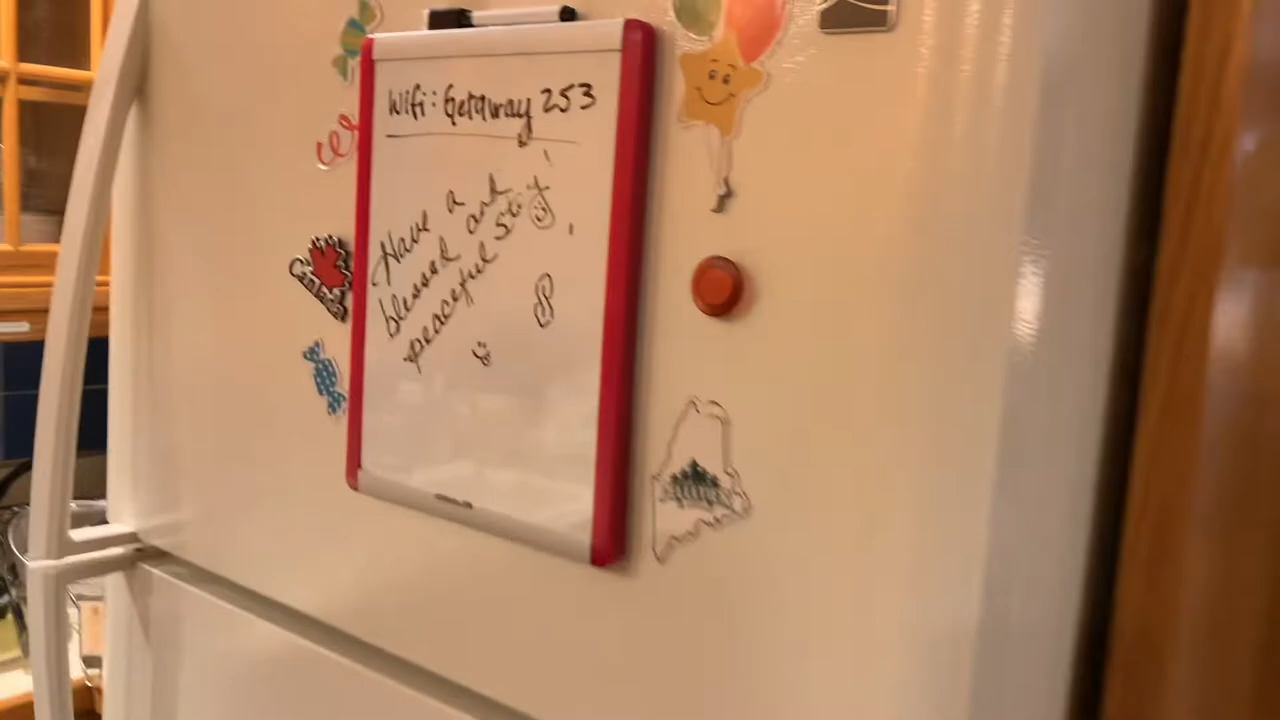 Wifi: Getaway 253
Have a
blessed and
peaceful Stay
Canada